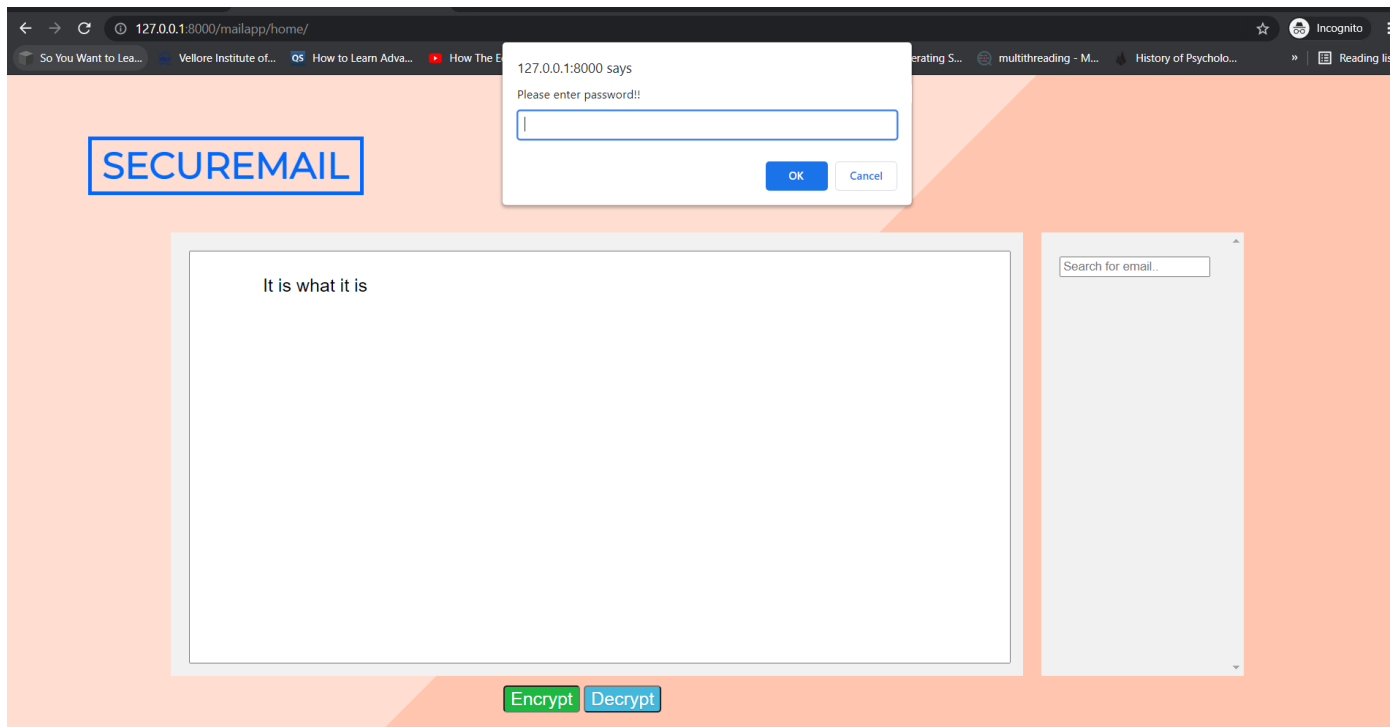 127.0.0.1:8000/mailapp/home/
Incognito
So You Want to Lea...
Vellore Institute of...
QS How to Learn Adva...
How The E
erating S...
multithreading - M...
History of Psycholo...
»
Reading lis
127.0.0.1:8000 says
Please enter password!!
OK
Cancel
SECUREMAIL
It is what it is
Search for email..
Encrypt
Decrypt